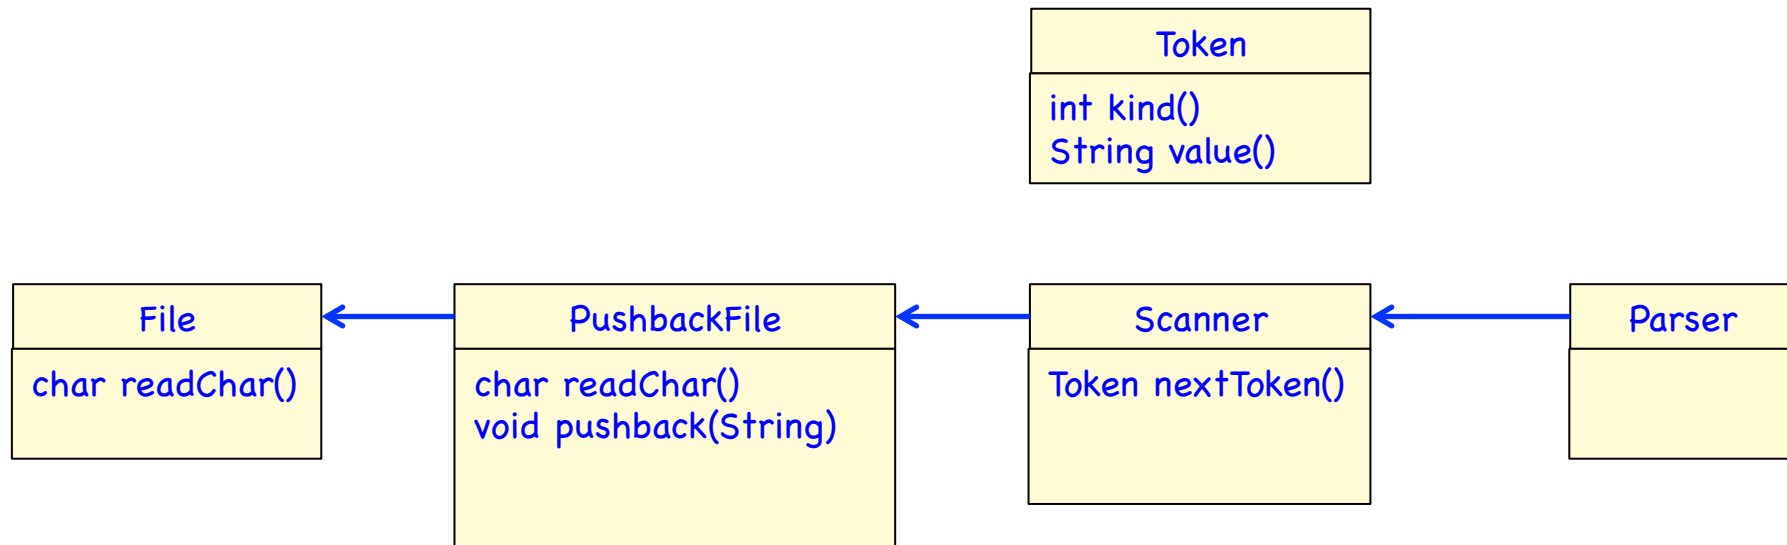 Token
int kind()
String value()
File
char readChar()
PushbackFile
char readChar()
void pushback(String)
Scanner
Token nextToken()
Parser